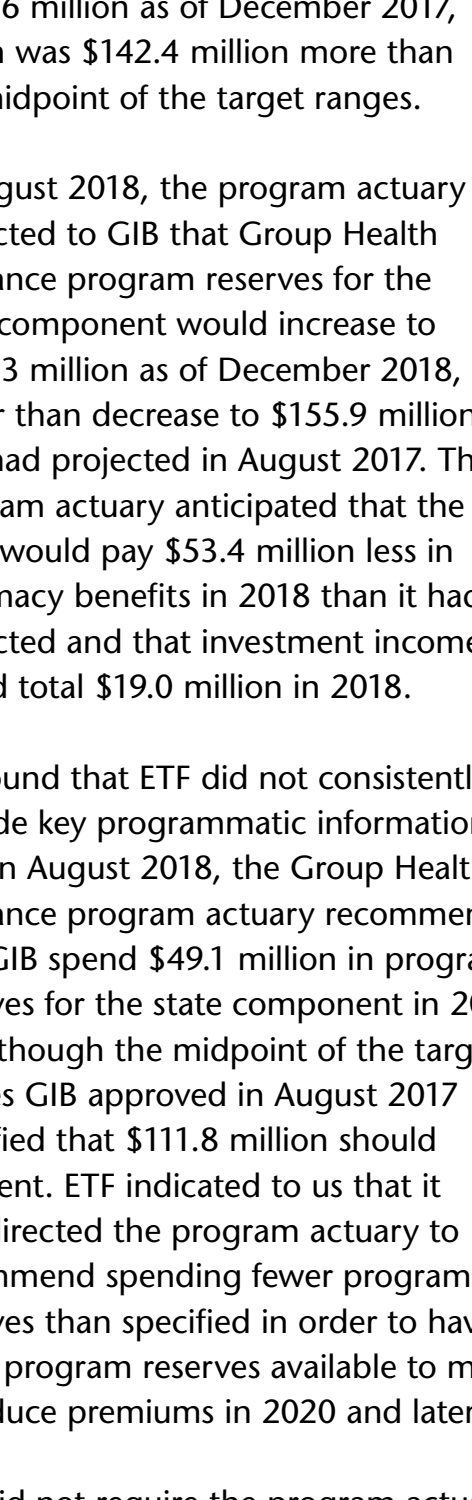 6 million as of December 2017,
was $142.4 million more than
midpoint of the target ranges.
gust 2018, the program actuary
cted to GIB that Group Health
ance program reserves for the
component would increase to
3 million as of December 2018,
r than decrease to $155.9 million
had projected in August 2017. Th
am actuary anticipated that the
would pay $53.4 million less in
macy benefits in 2018 than it had
cted and that investment income
d total $19.0 million in 2018.
ound that ETF did not consistentl
de key programmatic information
n August 2018, the Group Healt
ance program actuary recommen
GIB spend $49.1 million in progra
ves for the state component in 20
though the midpoint of the targ
es GIB approved in August 2017
fied that $111.8 million should
ent. ETF indicated to us that it
directed the program actuary to
mmend spending fewer program
ves than specified in order to hav
program reserves available to m
duce premiums in 2020 and later
id not require the program actu